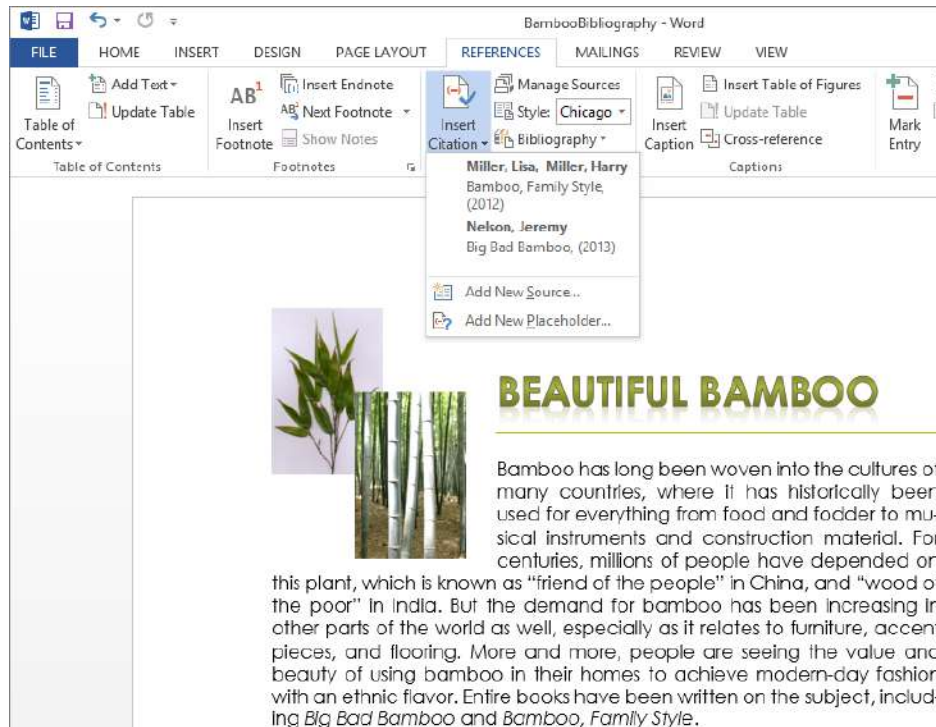 BambooBibliography - Word
FILE HOME INSERT DESIGN PAGE LAYOUT REFERENCES MAILINGS REVIEW VIEW
Table of Contents
Add Text
Update Table
Table of Contents
AB1
Insert Footnote
Insert Endnote
AB1 Next Footnote
Show Notes
Footnotes
Insert Citation
Manage Sources
Style: Chicago
Bibliography
Insert Caption
Insert Table of Figures
Update Table
Cross-reference
Captions
Mark Entry
Miller, Lisa, Miller, Harry
Bamboo, Family Style,
(2012)
Nelson, Jeremy
Big Bad Bamboo, (2013)
Add New Source...
Add New Placeholder...
BEAUTIFUL BAMBOO
Bamboo has long been woven into the cultures of
many countries, where it has historically been
used for everything from food and fodder to mu-
sical instruments and construction material. For
centuries, millions of people have depended on
this plant, which is known as “friend of the people” in China, and “wood of
the poor” in India. But the demand for bamboo has been increasing in
other parts of the world as well, especially as it relates to furniture, accent
pieces, and flooring. More and more, people are seeing the value and
beauty of using bamboo in their homes to achieve modern-day fashion
with an ethnic flavor. Entire books have been written on the subject, includ-
ing Big Bad Bamboo and Bamboo, Family Style.